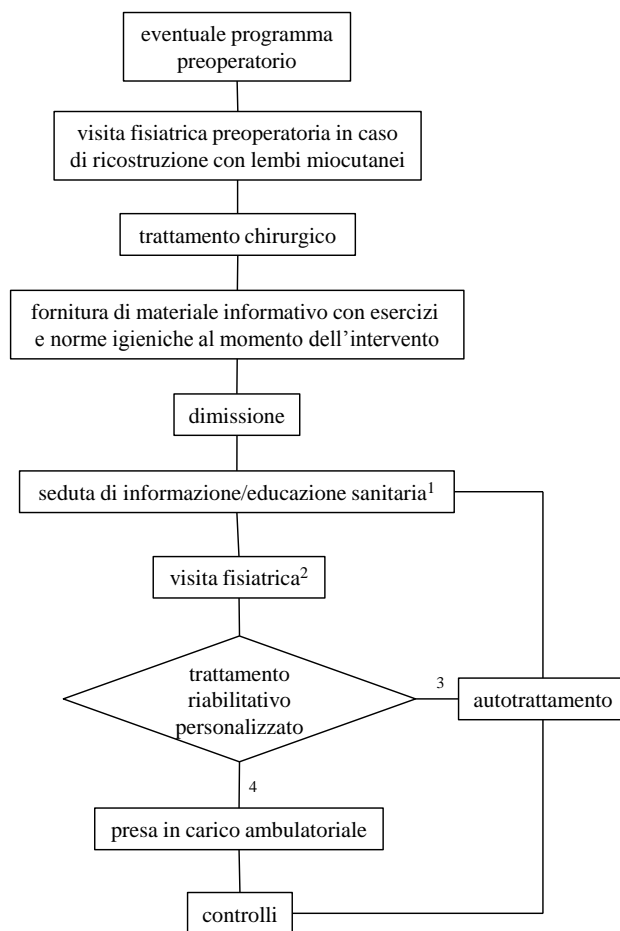 eventuale programma
preoperatorio
visita fisiatrica preoperatoria in caso
di ricostruzione con lembi miocutanei
trattamento chirurgico
fornitura di materiale informativo con esercizi
e norme igieniche al momento dell’intervento
dimissione
seduta di informazione/educazione sanitaria1
visita fisiatrica2
trattamento
riabilitativo
personalizzato
3
autotrattamento
4
presa in carico ambulatoriale
controlli